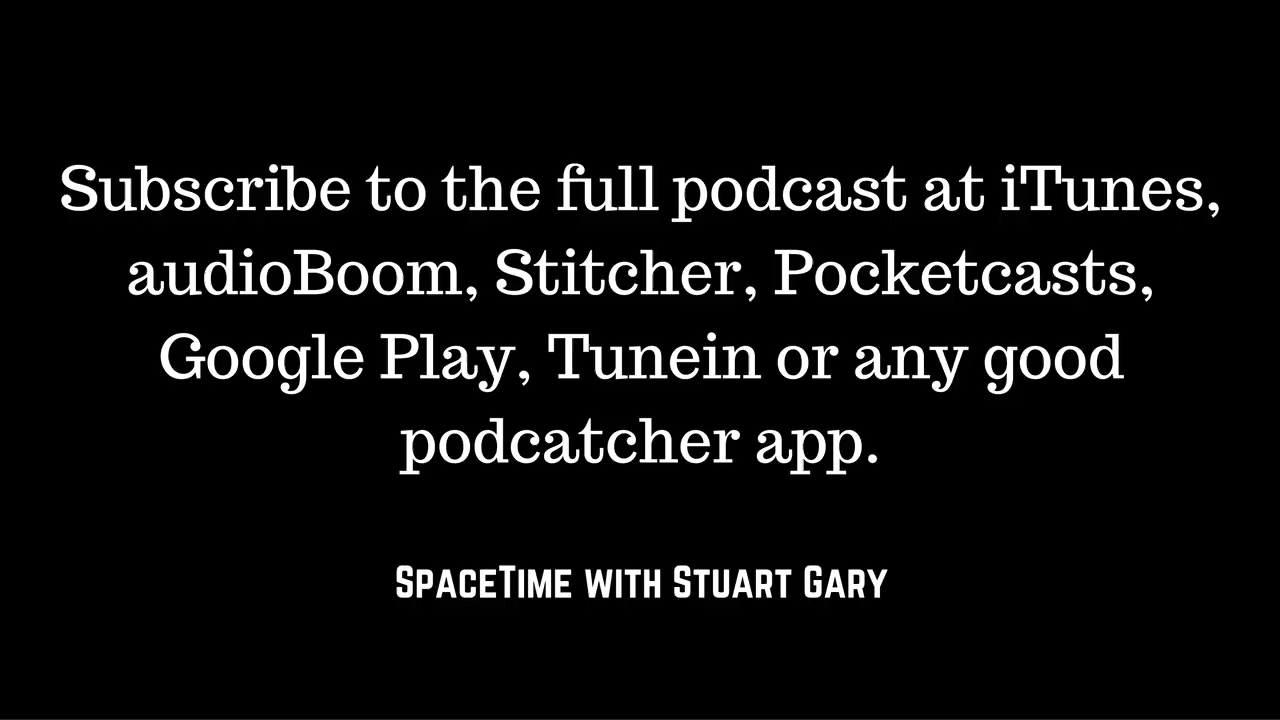 Subscribe to the full podcast at iTunes,
audioBoom, Stitcher, Pocketcasts,
Google Play, Tunein or any good
podcatcher app.
SpaceTime with Stuart Gary